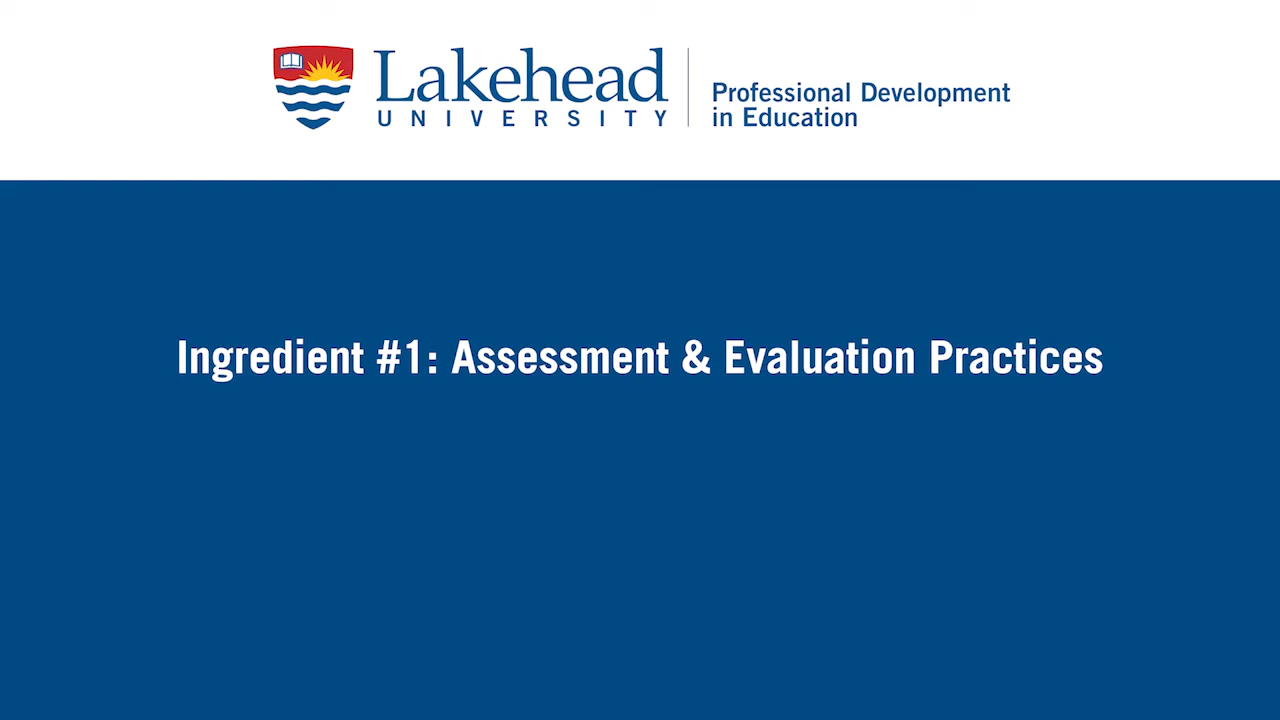 Lakehead
UNIVERSITY
Professional Development
in Education
Ingredient #1: Assessment & Evaluation Practices